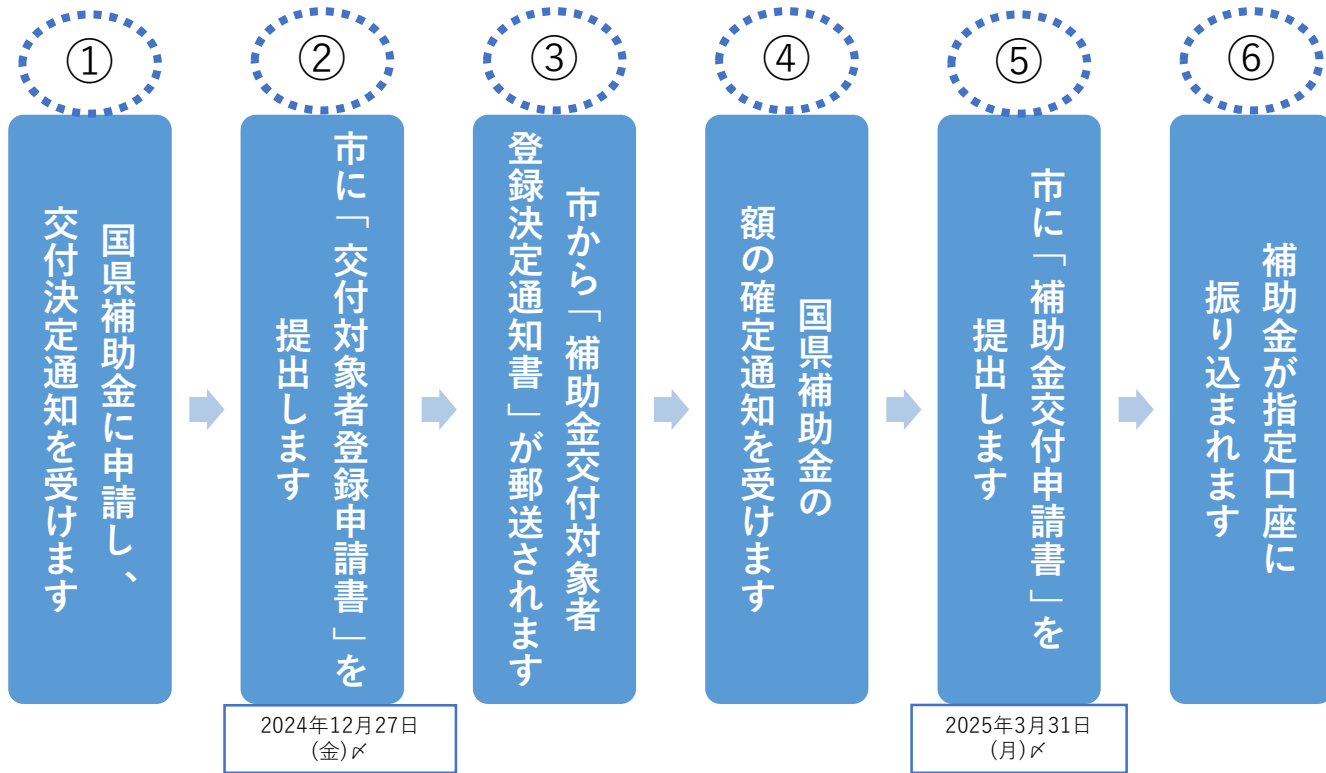 ①
国県補助金に申請し、
交付決定通知を受けます
②
市に「交付対象者登録申請書」を
提出します
2024年12月27日
(金)〆
③
市から「補助金交付対象者
登録決定通知書」が郵送されます
④
国県補助金の
額の確定通知を受けます
⑤
市に「補助金交付申請書」を
提出します
2025年3月31日
(月)〆
⑥
補助金が指定口座に
振り込まれます